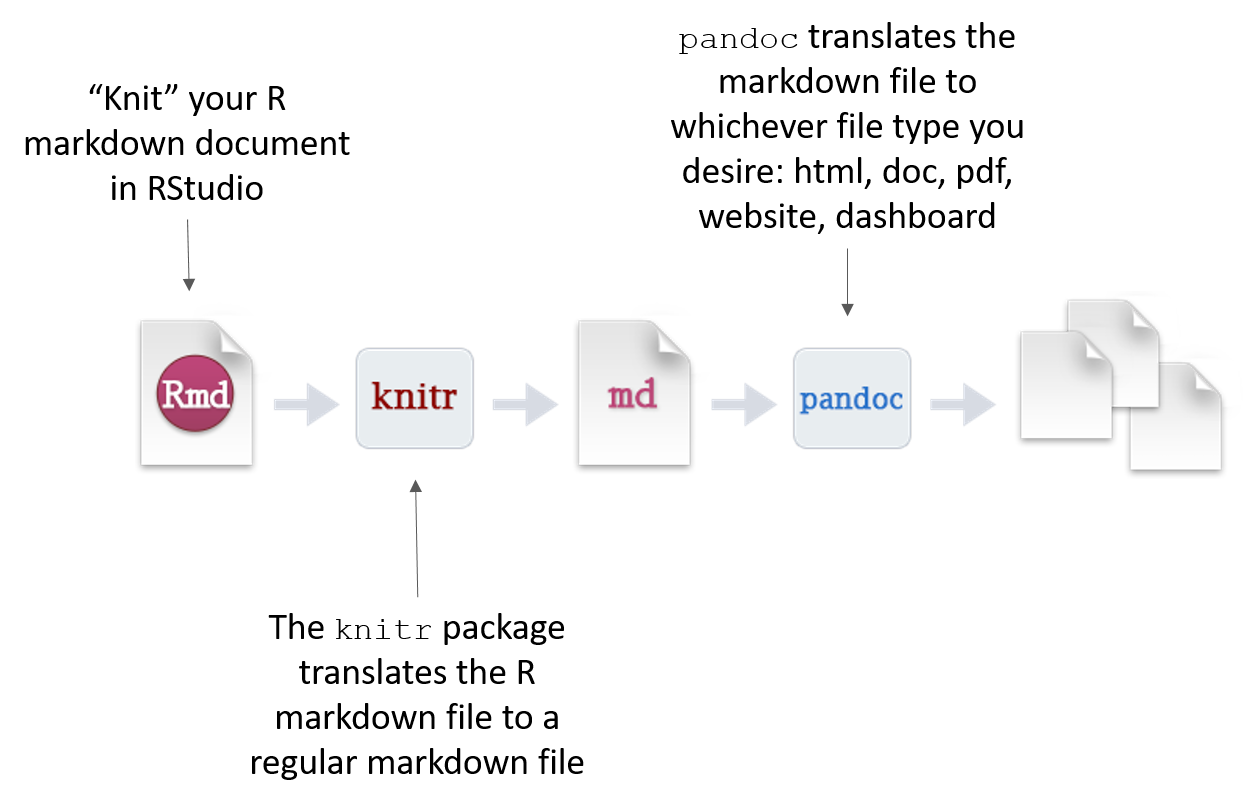 “Knit” your R
markdown document
in RStudio
pandoc translates the
markdown file to
whichever file type you
desire: html, doc, pdf,
website, dashboard
Rmd
knitr
md
pandoc
The knitr package
translates the R
markdown file to a
regular markdown file